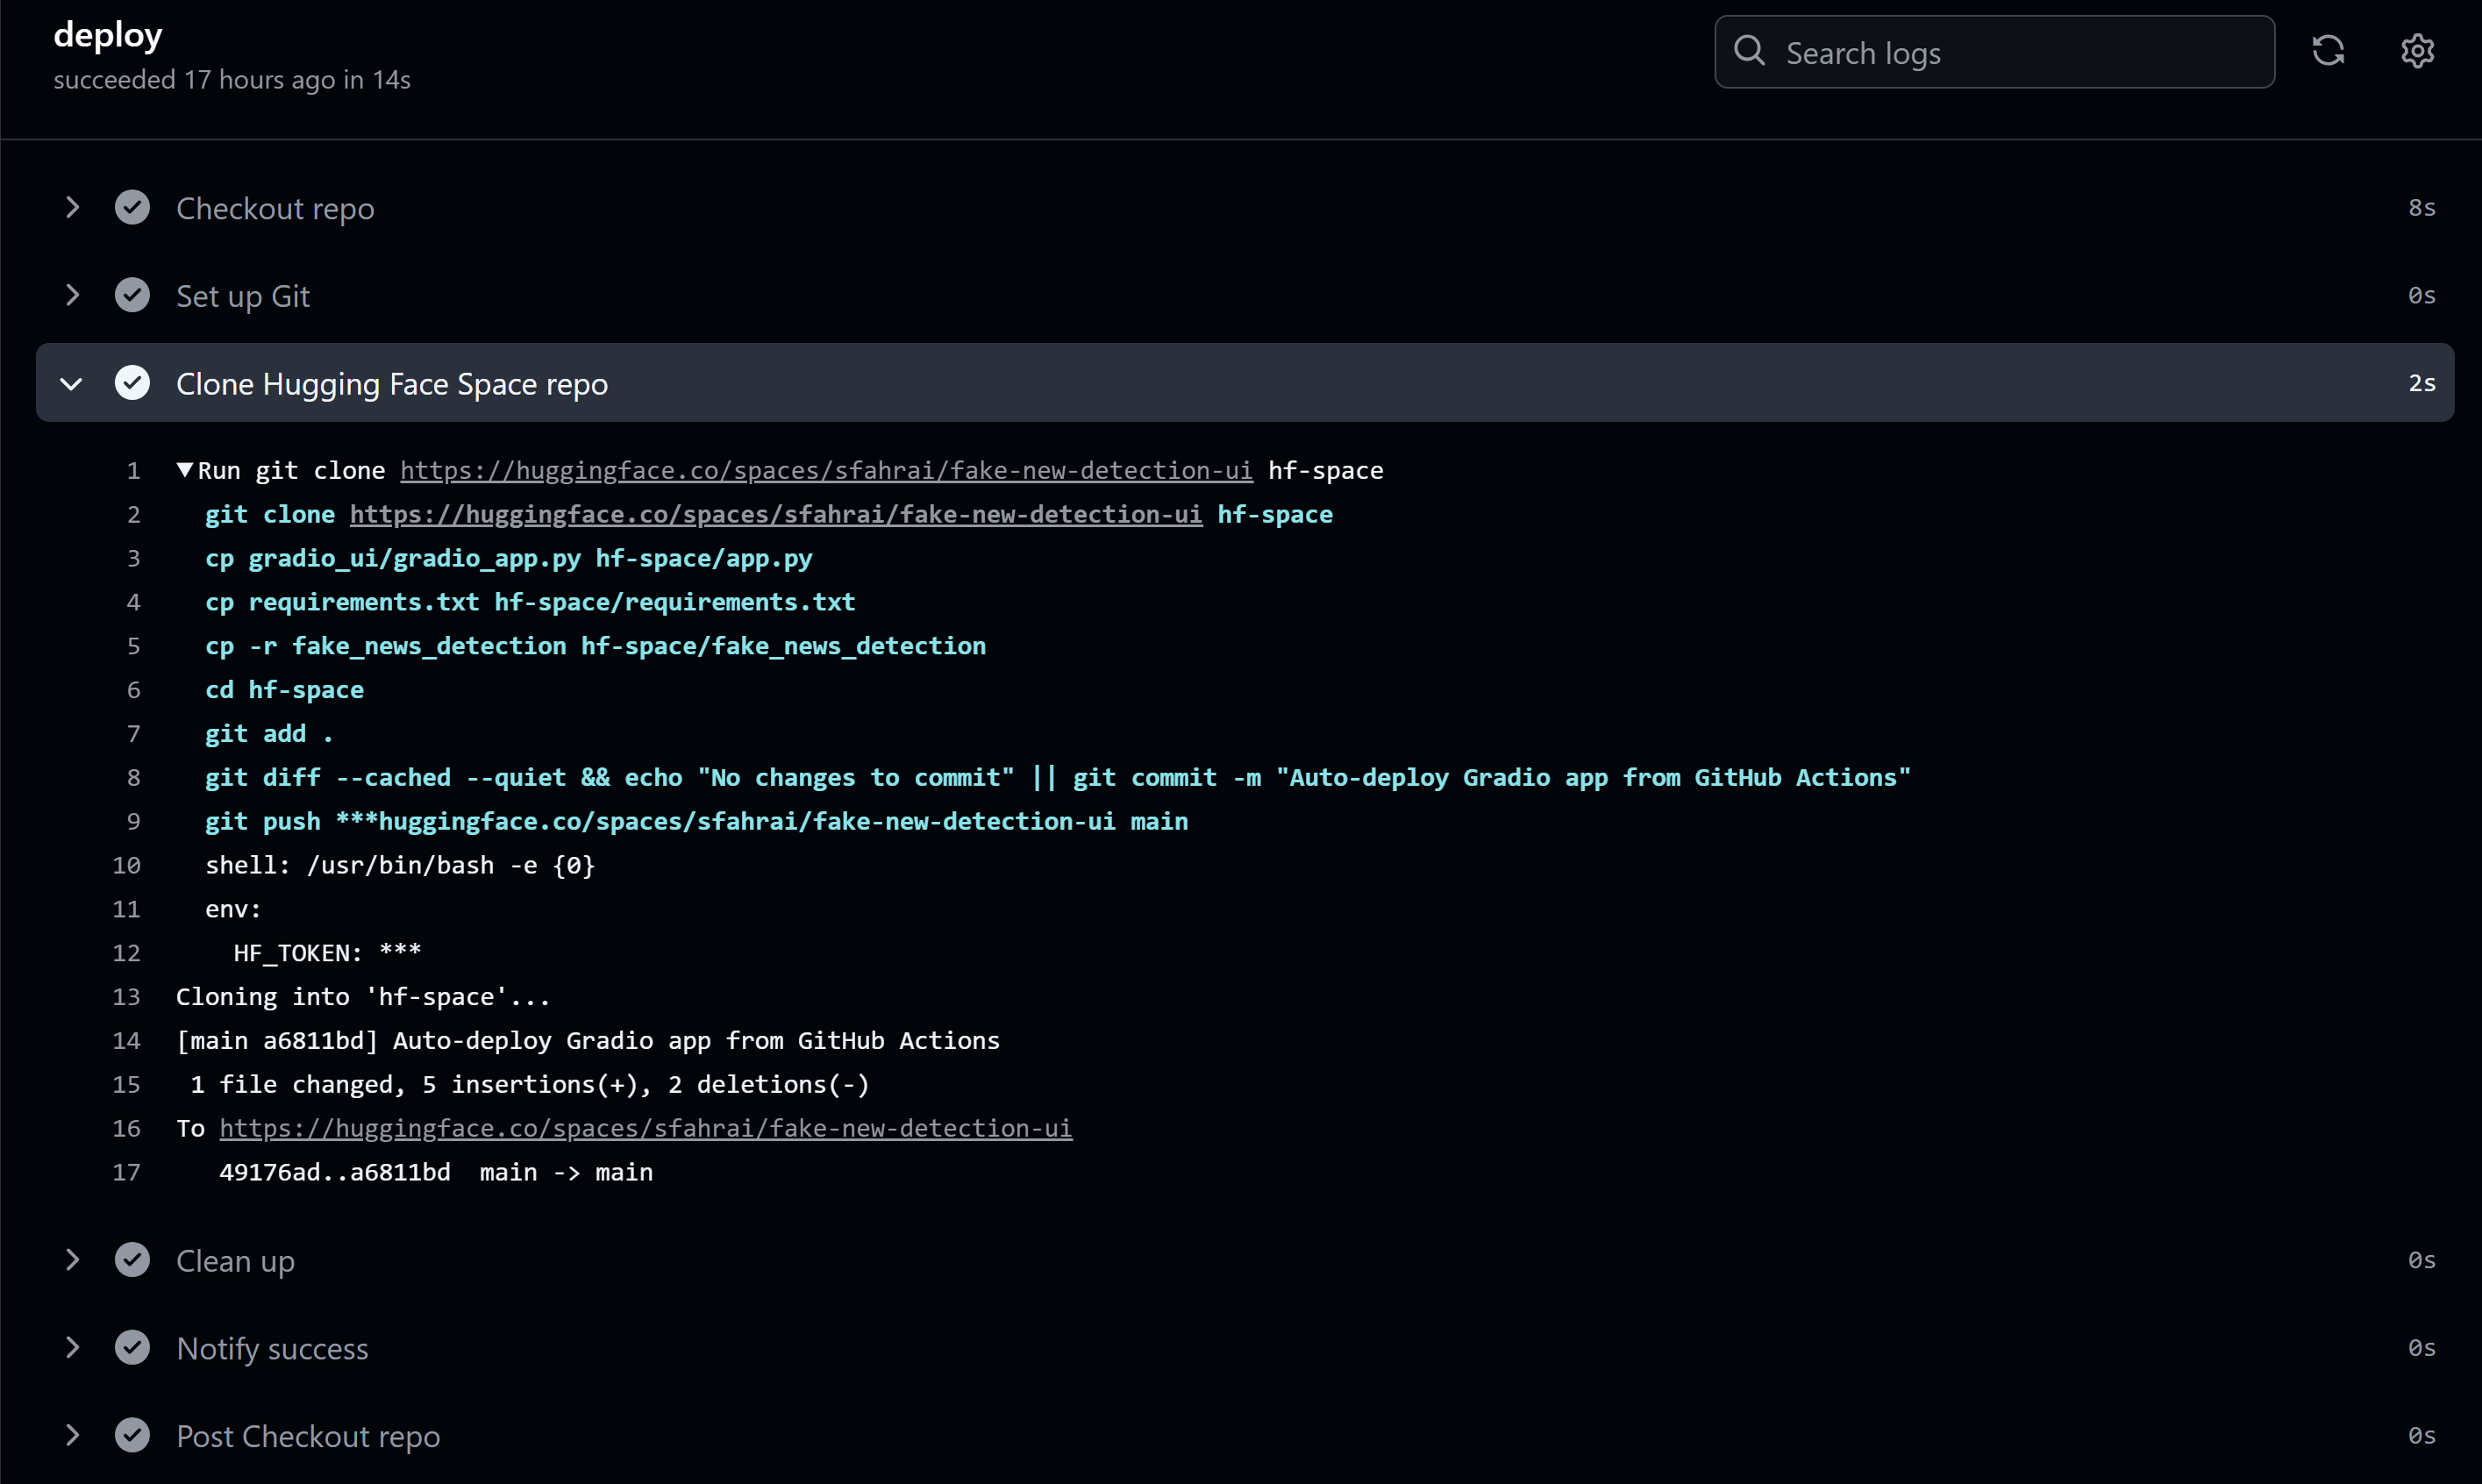 deploy
succeeded 17 hours ago in 14s
Search logs
Checkout repo 8s
Set up Git 0s
Clone Hugging Face Space repo 2s
1 ▼Run git clone https://huggingface.co/spaces/sfahrai/fake-new-detection-ui hf-space
2 git clone https://huggingface.co/spaces/sfahrai/fake-new-detection-ui hf-space
3 cp gradio_ui/gradio_app.py hf-space/app.py
4 cp requirements.txt hf-space/requirements.txt
5 cp -r fake_news_detection hf-space/fake_news_detection
6 cd hf-space
7 git add .
8 git diff --cached --quiet && echo "No changes to commit" || git commit -m "Auto-deploy Gradio app from GitHub Actions"
9 git push ***huggingface.co/spaces/sfahrai/fake-new-detection-ui main
10 shell: /usr/bin/bash -e {0}
11 env:
12 HF_TOKEN: ***
13 Cloning into 'hf-space'...
14 [main a6811bd] Auto-deploy Gradio app from GitHub Actions
15 1 file changed, 5 insertions(+), 2 deletions(-)
16 To https://huggingface.co/spaces/sfahrai/fake-new-detection-ui
17 49176ad..a6811bd main -> main
Clean up 0s
Notify success 0s
Post Checkout repo 0s